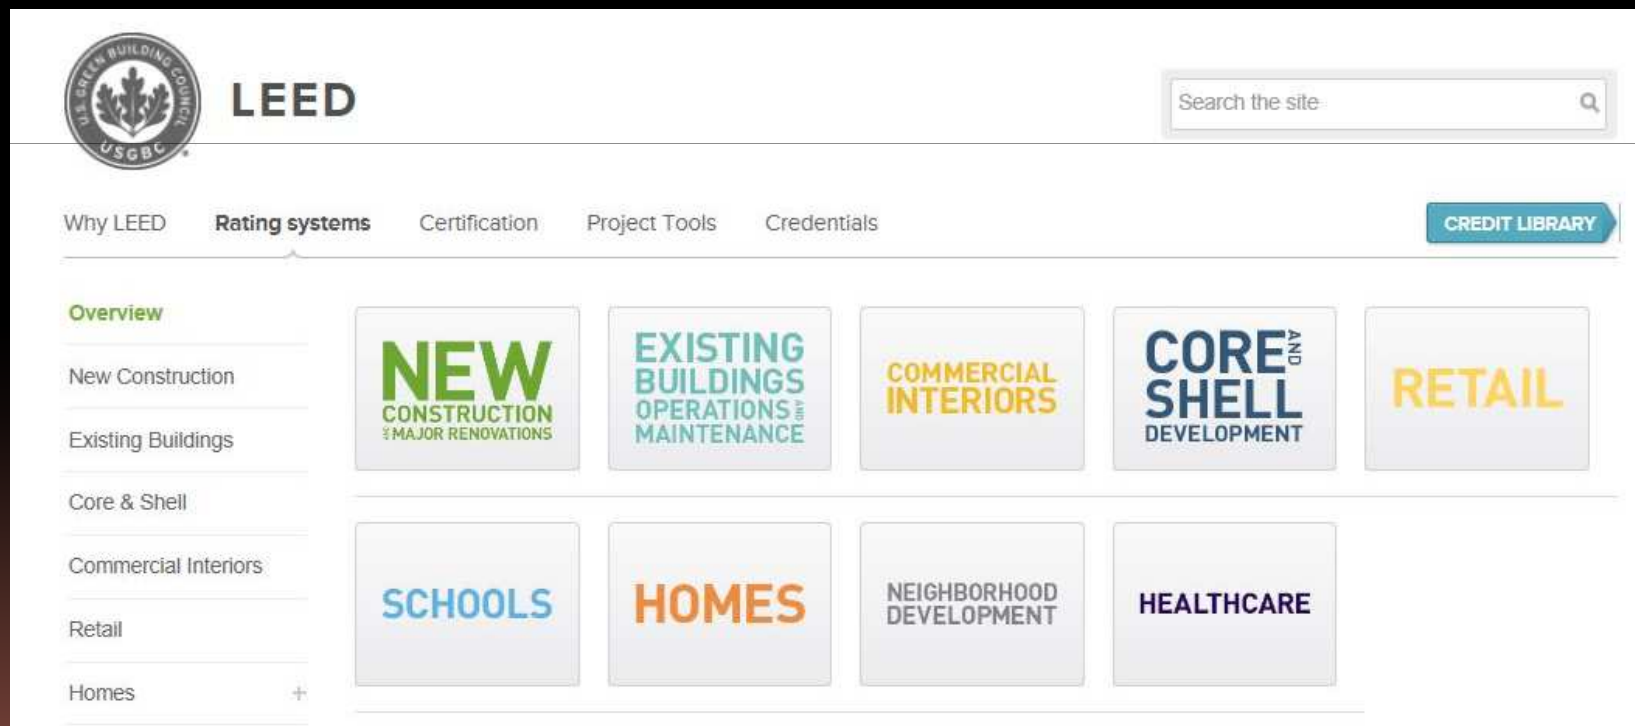 U.S. GREEN BUILDING COUNCIL
USGBC
LEED
Search the site
Why LEED
Rating systems
Certification
Project Tools
Credentials
CREDIT LIBRARY
Overview
New Construction
Existing Buildings
Core & Shell
Commercial Interiors
Retail
Homes
+
NEW
CONSTRUCTION
& MAJOR RENOVATIONS
EXISTING
BUILDINGS
OPERATIONS AND
MAINTENANCE
COMMERCIAL
INTERIORS
CORE AND
SHELL
DEVELOPMENT
RETAIL
SCHOOLS
HOMES
NEIGHBORHOOD
DEVELOPMENT
HEALTHCARE